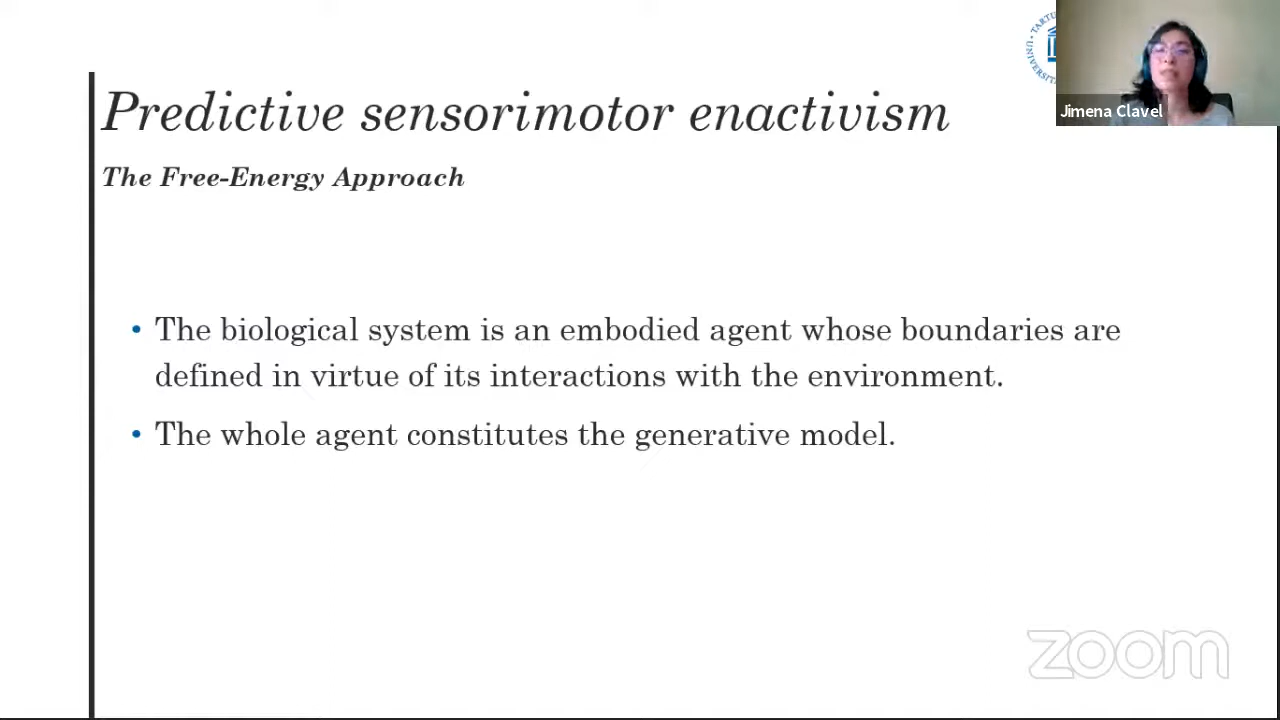 Predictive sensorimotor enactivism
The Free-Energy Approach
Jimena Clavel
• The biological system is an embodied agent whose boundaries are
defined in virtue of its interactions with the environment.
• The whole agent constitutes the generative model.
zoom